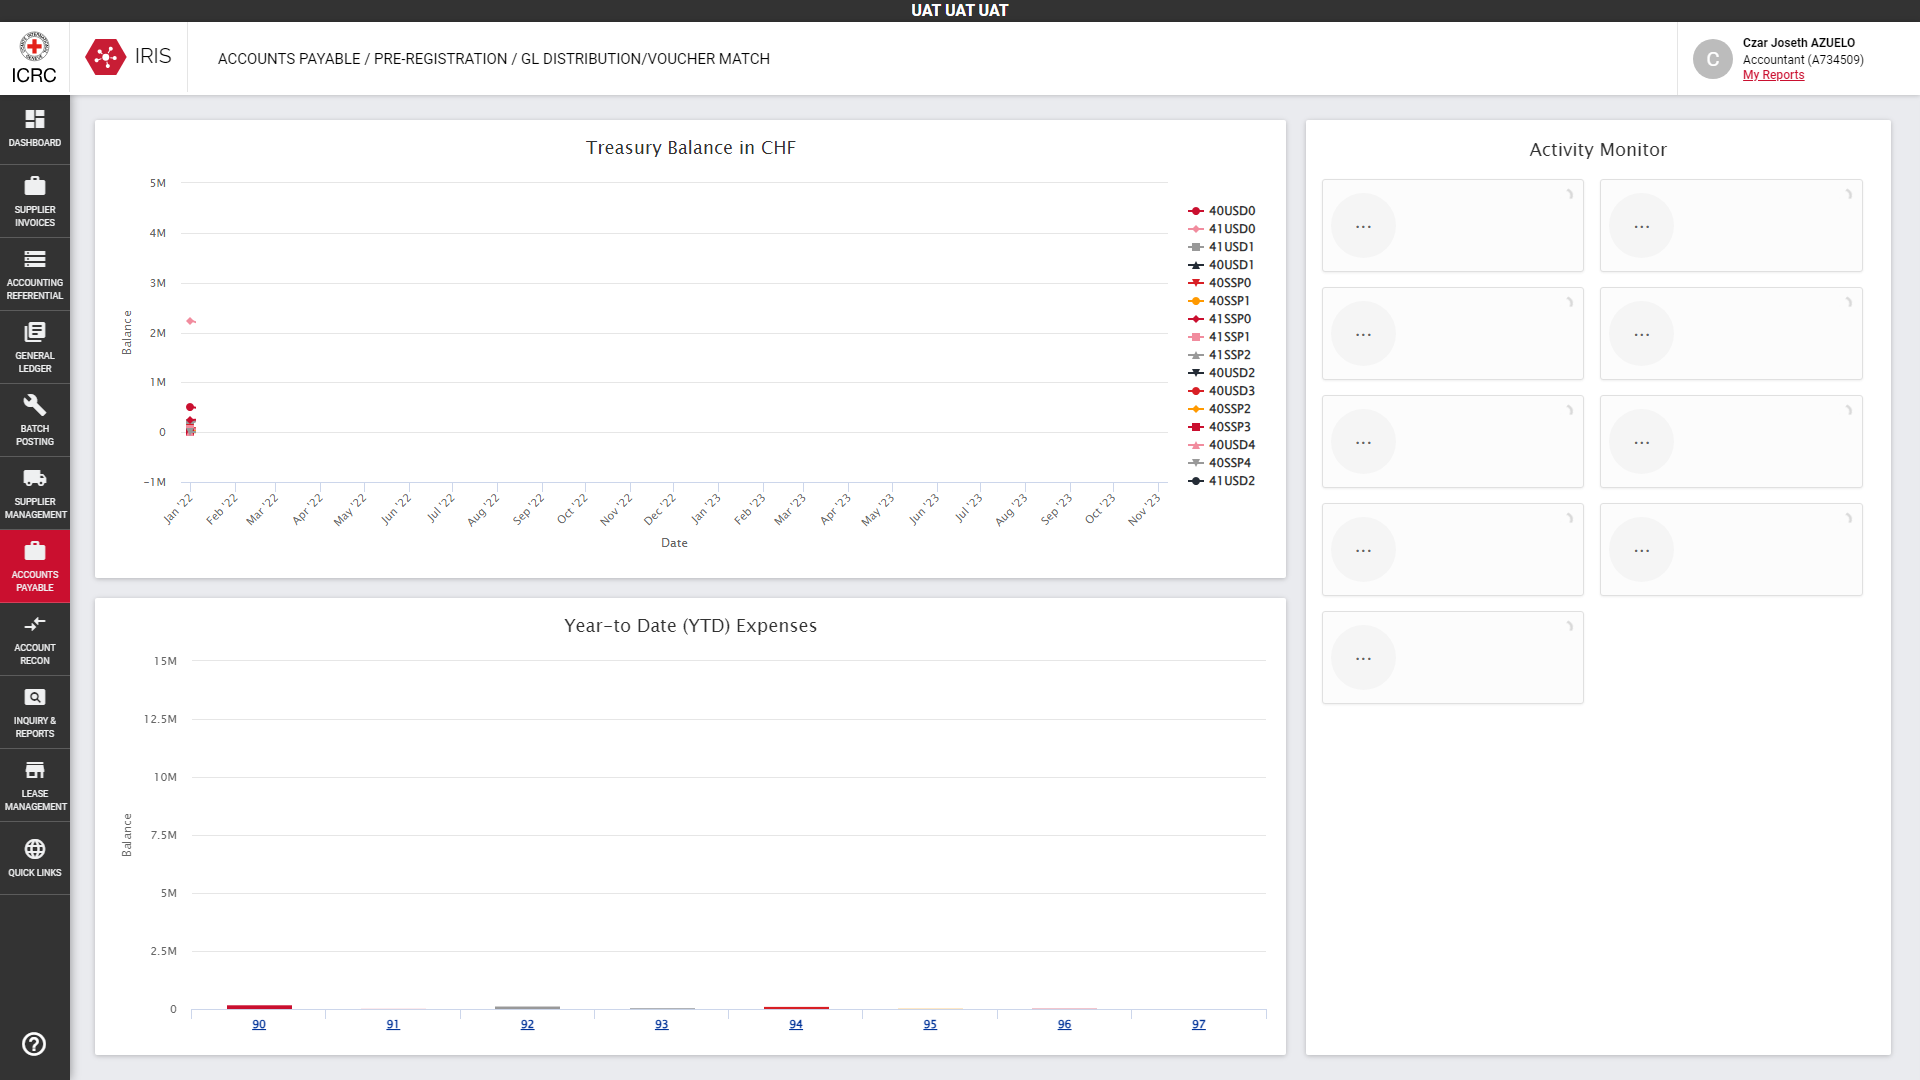 UAT UAT UAT
ICRC
IRIS
ACCOUNTS PAYABLE / PRE-REGISTRATION / GL DISTRIBUTION/VOUCHER MATCH
C
Czar Joseth AZUELO
Accountant (A734509)
My Reports
DASHBOARD
SUPPLIER
INVOICES
ACCOUNTING
REFERENTIAL
GENERAL
LEDGER
BATCH
POSTING
SUPPLIER
MANAGEMENT
ACCOUNTS
PAYABLE
ACCOUNT
RECON
INQUIRY &
REPORTS
LEASE
MANAGEMENT
QUICK LINKS
Treasury Balance in CHF
Balance
5M
4M
3M
2M
1M
0
-1M
Jan '22
Feb '22
Mar '22
Apr '22
May '22
Jun '22
Jul '22
Aug '22
Sep '22
Oct '22
Nov '22
Dec '22
Jan '23
Feb '23
Mar '23
Apr '23
May '23
Jun '23
Jul '23
Aug '23
Sep '23
Oct '23
Nov '23
Date
40USD0
41USD0
41USD1
40USD1
40SSP0
40SSP1
41SSP0
41SSP1
41SSP2
40USD2
40USD3
40SSP2
40SSP3
40USD4
40SSP4
41USD2
Year-to Date (YTD) Expenses
Balance
15M
12.5M
10M
7.5M
5M
2.5M
0
90
91
92
93
94
95
96
97
Activity Monitor
...
...
...
...
...
...
...
...
...